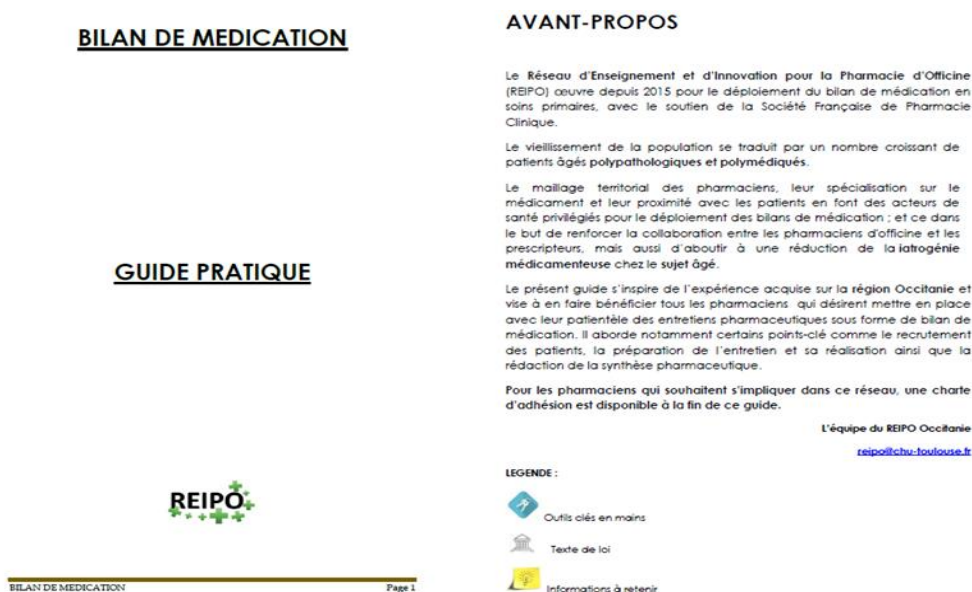 BILAN DE MEDICATION
GUIDE PRATIQUE
REIPO
BILAN DE MEDICATION Page 1
AVANT-PROPOS
Le Réseau d'Enseignement et d'Innovation pour la Pharmacie d'Officine
(REIPO) œuvre depuis 2015 pour le déploiement du bilan de médication en
soins primaires, avec le soutien de la Société Française de Pharmacie
Clinique.
Le vieillissement de la population se traduit par un nombre croissant de
patients âgés polypathologiques et polymédiqués.
Le maillage territorial des pharmaciens, leur spécialisation sur le
médicament et leur proximité avec les patients en font des acteurs de
santé privilégiés pour le déploiement des bilans de médication ; et ce dans
le but de renforcer la collaboration entre les pharmaciens d'officine et les
prescripteurs, mais aussi d'aboutir à une réduction de la iatrogénie
médicamenteuse chez le sujet âgé.
Le présent guide s'inspire de l'expérience acquise sur la région Occitanie et
vise à en faire bénéficier tous les pharmaciens qui désirent mettre en place
avec leur patientèle des entretiens pharmaceutiques sous forme de bilan de
médication. Il aborde notamment certains points-clé comme le recrutement
des patients, la préparation de l'entretien et sa réalisation ainsi que la
rédaction de la synthèse pharmaceutique.
Pour les pharmaciens qui souhaitent s'impliquer dans ce réseau, une charte
d'adhésion est disponible à la fin de ce guide.
L'équipe du REIPO Occitanie
reipo@chu-toulouse.fr
LEGENDE :
Outils clés en mains
Texte de loi
Informations à retenir